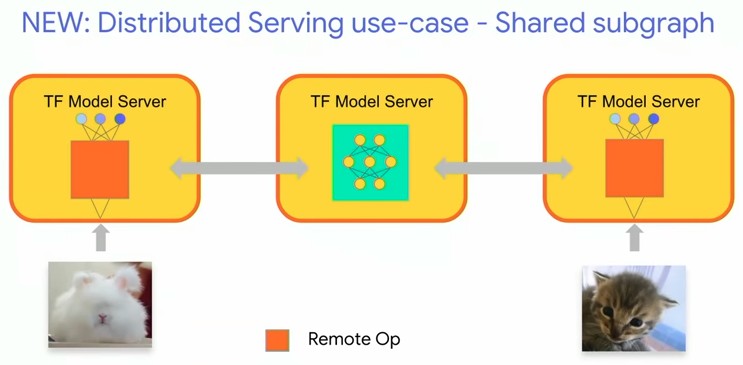 NEW: Distributed Serving use-case - Shared subgraph
TF Model Server
TF Model Server
TF Model Server
Remote Op